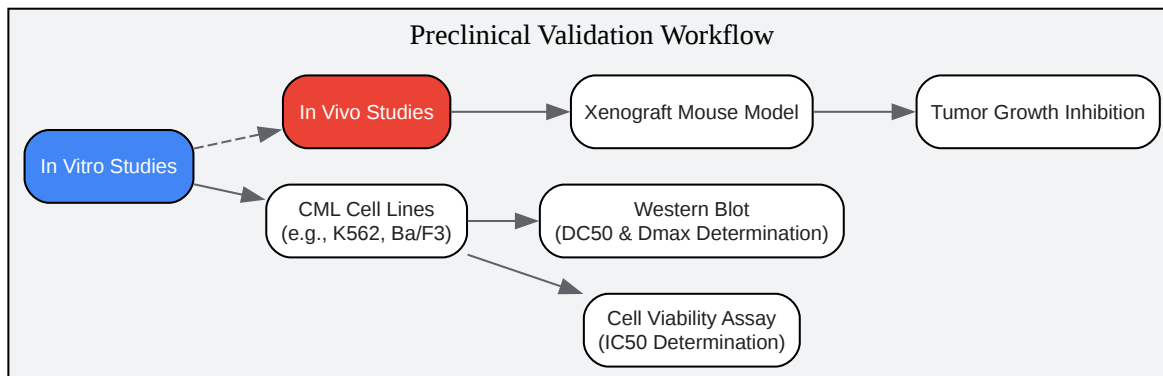 Preclinical Validation Workflow
In Vivo Studies
Xenograft Mouse Model
Tumor Growth Inhibition
In Vitro Studies
CML Cell Lines
(e.g., K562, Ba/F3)
Western Blot
(DC50 & Dmax Determination)
Cell Viability Assay
(IC50 Determination)